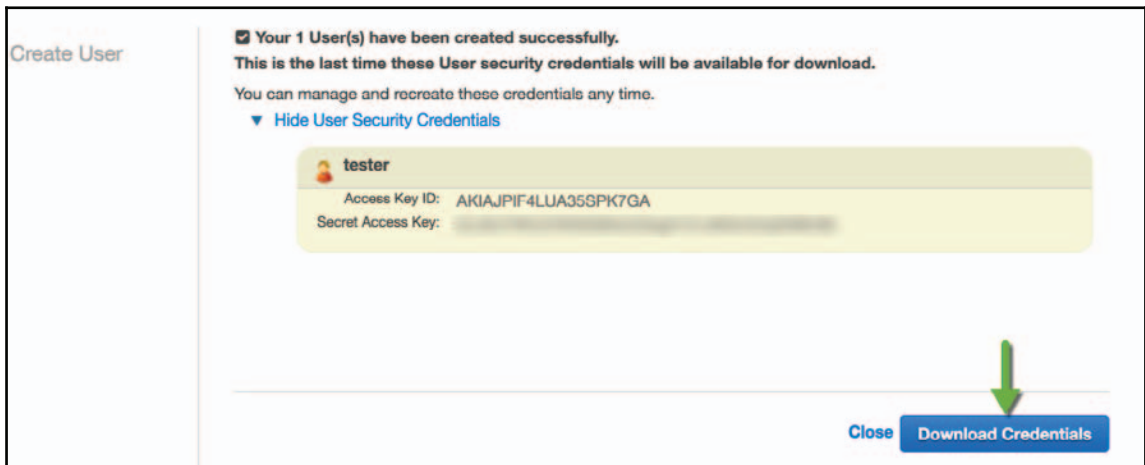 Create User
Your 1 User(s) have been created successfully.
This is the last time these User security credentials will be available for download.
You can manage and recreate these credentials any time.
Hide User Security Credentials
tester
Access Key ID: AKIAJPIF4LUA35SPK7GA
Secret Access Key:
Close Download Credentials